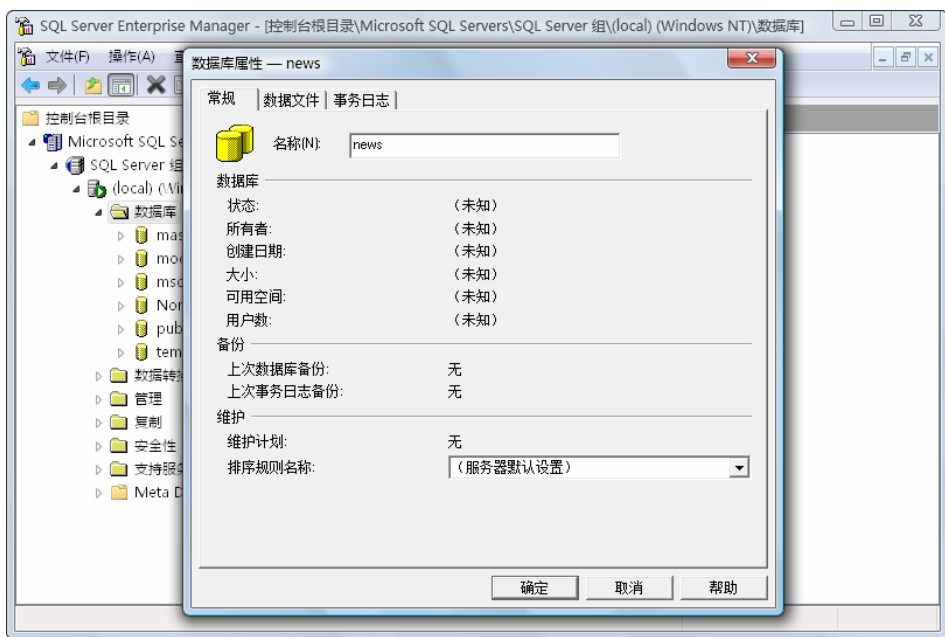 SQL Server Enterprise Manager - [控制台根目录\Microsoft SQL Servers\SQL Server 组\(local) (Windows NT)\数据库]
文件(F) 操作(A)
数据库属性 — news
常规 数据文件 事务日志
控制台根目录
Microsoft SQL Se
SQL Server 组
(local) (Wi
数据库
mas
mod
msd
Nor
pub
tem
数据转换
管理
复制
安全性
支持服务
Meta D
名称(N): news
数据库
状态: (未知)
所有者: (未知)
创建日期: (未知)
大小: (未知)
可用空间: (未知)
用户数: (未知)
备份
上次数据库备份: 无
上次事务日志备份: 无
维护
维护计划: 无
排序规则名称: (服务器默认设置)
确定 取消 帮助